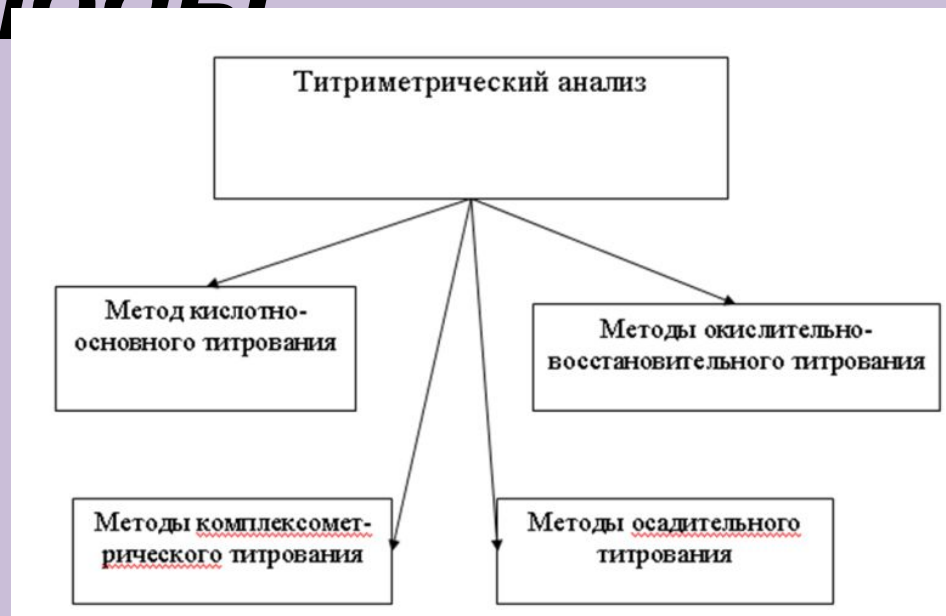 Титриметрический анализ
Метод кислотно-
основного титрования
Методы окислительно-
восстановительного титрования
Методы комплексомет-
рического титрования
Методы осадительного
титрования